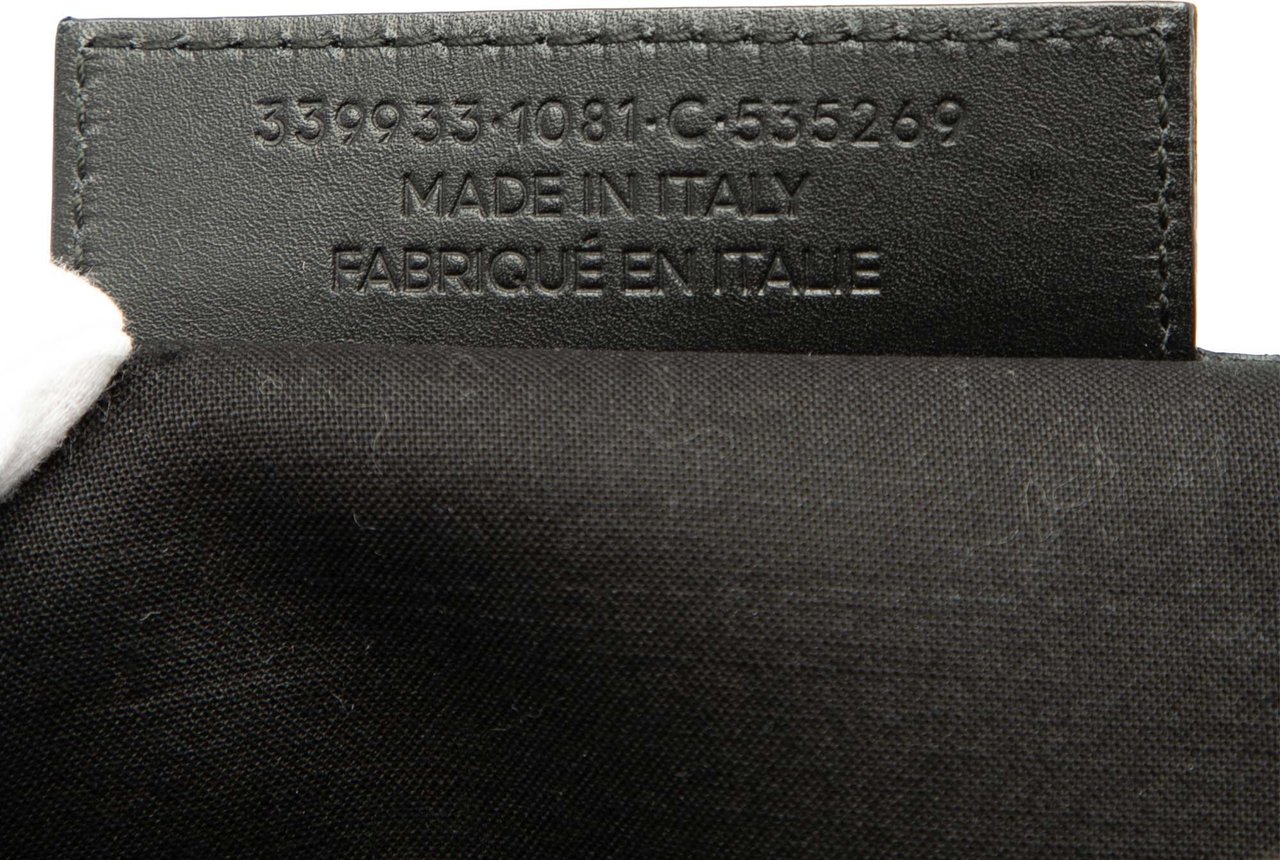 339933·1081·C·535269
MADE IN ITALY
FABRIQUÉ EN ITALIE